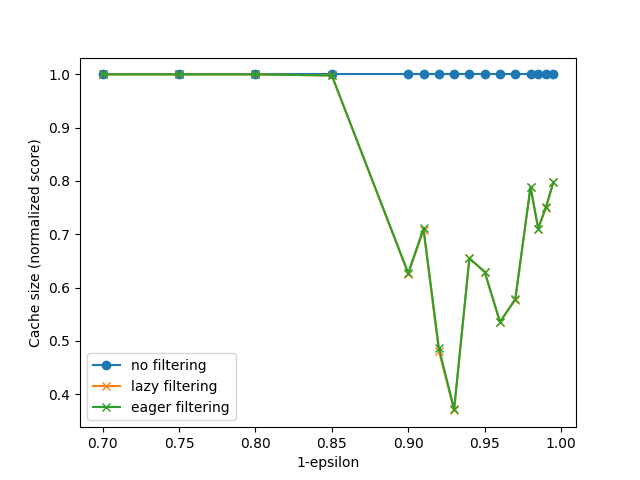 1.0
0.9
0.8
0.7
0.6
0.5
0.4
Cache size (normalized score)
no filtering
lazy filtering
eager filtering
0.70 0.75 0.80 0.85 0.90 0.95 1.00
1-epsilon